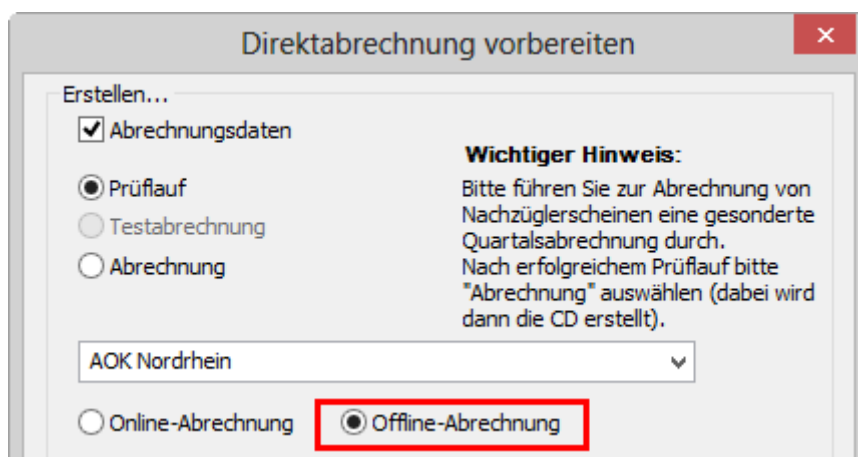 Direktabrechnung vorbereiten
Erstellen...
Abrechnungsdaten
Prüflauf
Testabrechnung
Abrechnung
Wichtiger Hinweis:
Bitte führen Sie zur Abrechnung von
Nachzüglerscheinen eine gesonderte
Quartalsabrechnung durch.
Nach erfolgreichem Prüflauf bitte
"Abrechnung" auswählen (dabei wird
dann die CD erstellt).
AOK Nordrhein
Online-Abrechnung
Offline-Abrechnung